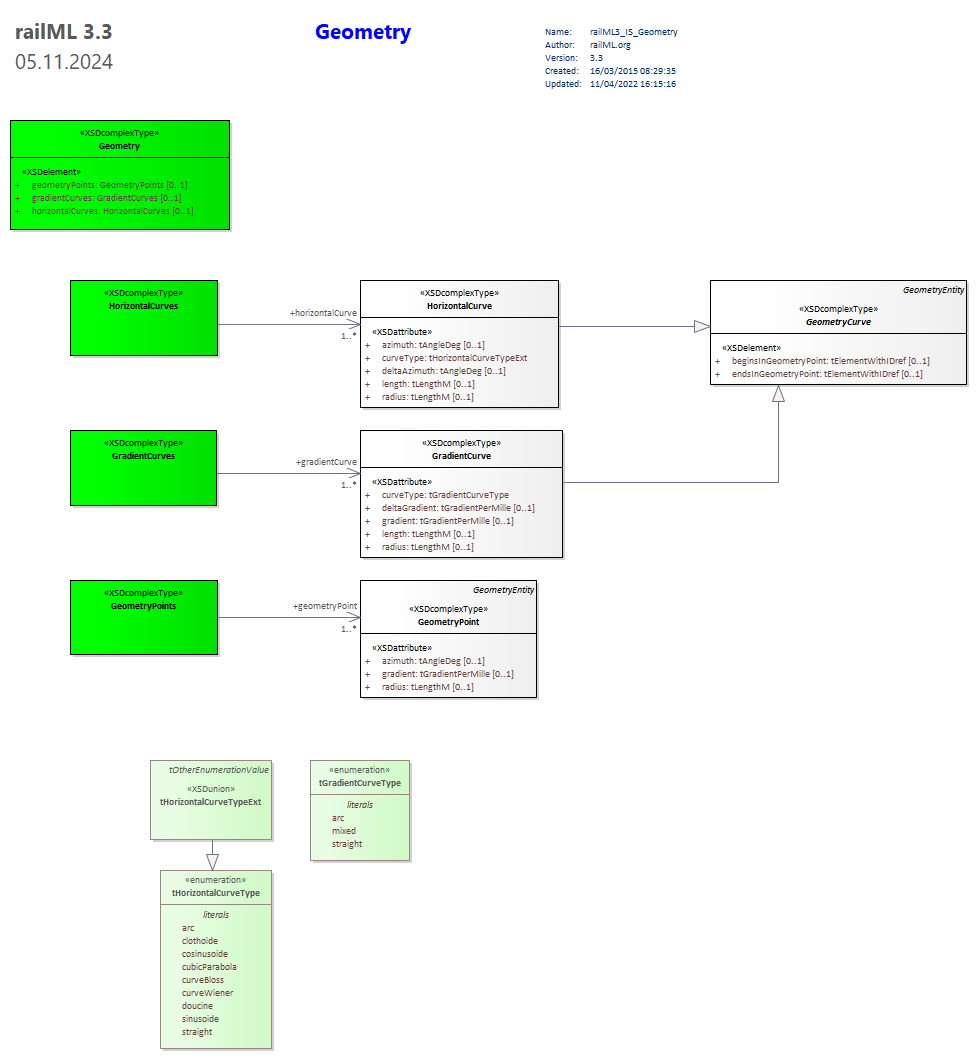 railML 3.3
05.11.2024
Geometry
Name: railML3_IS_Geometry
Author: railML.org
Version: 3.3
Created: 16/03/2015 08:29:35
Updated: 11/04/2022 16:15:16
«XSDcomplexType»
Geometry
«XSDelement»
+ geometryPoints: GeometryPoints [0..1]
+ gradientCurves: GradientCurves [0..1]
+ horizontalCurves: HorizontalCurves [0..1]
«XSDcomplexType»
HorizontalCurves
+horizontalCurve
1..*
«XSDcomplexType»
HorizontalCurve
«XSDattribute»
+ azimuth: tAngleDeg [0..1]
+ curveType: tHorizontalCurveTypeExt
+ deltaAzimuth: tAngleDeg [0..1]
+ length: tLengthM [0..1]
+ radius: tLengthM [0..1]
GeometryEntity
«XSDcomplexType»
GeometryCurve
«XSDelement»
+ beginsInGeometryPoint: tElementWithIDref [0..1]
+ endsInGeometryPoint: tElementWithIDref [0..1]
«XSDcomplexType»
GradientCurves
+gradientCurve
1..*
«XSDcomplexType»
GradientCurve
«XSDattribute»
+ curveType: tGradientCurveType
+ deltaGradient: tGradientPerMille [0..1]
+ gradient: tGradientPerMille [0..1]
+ length: tLengthM [0..1]
+ radius: tLengthM [0..1]
«XSDcomplexType»
GeometryPoints
+geometryPoint
1..*
GeometryEntity
«XSDcomplexType»
GeometryPoint
«XSDattribute»
+ azimuth: tAngleDeg [0..1]
+ gradient: tGradientPerMille [0..1]
+ radius: tLengthM [0..1]
tOtherEnumerationValue
«XSDunion»
tHorizontalCurveTypeExt
«enumeration»
tGradientCurveType
literals
arc
mixed
straight
«enumeration»
tHorizontalCurveType
literals
arc
clothoide
cosinusoide
cubicParabola
curveBloss
curveWiener
doucine
sinusoide
straight